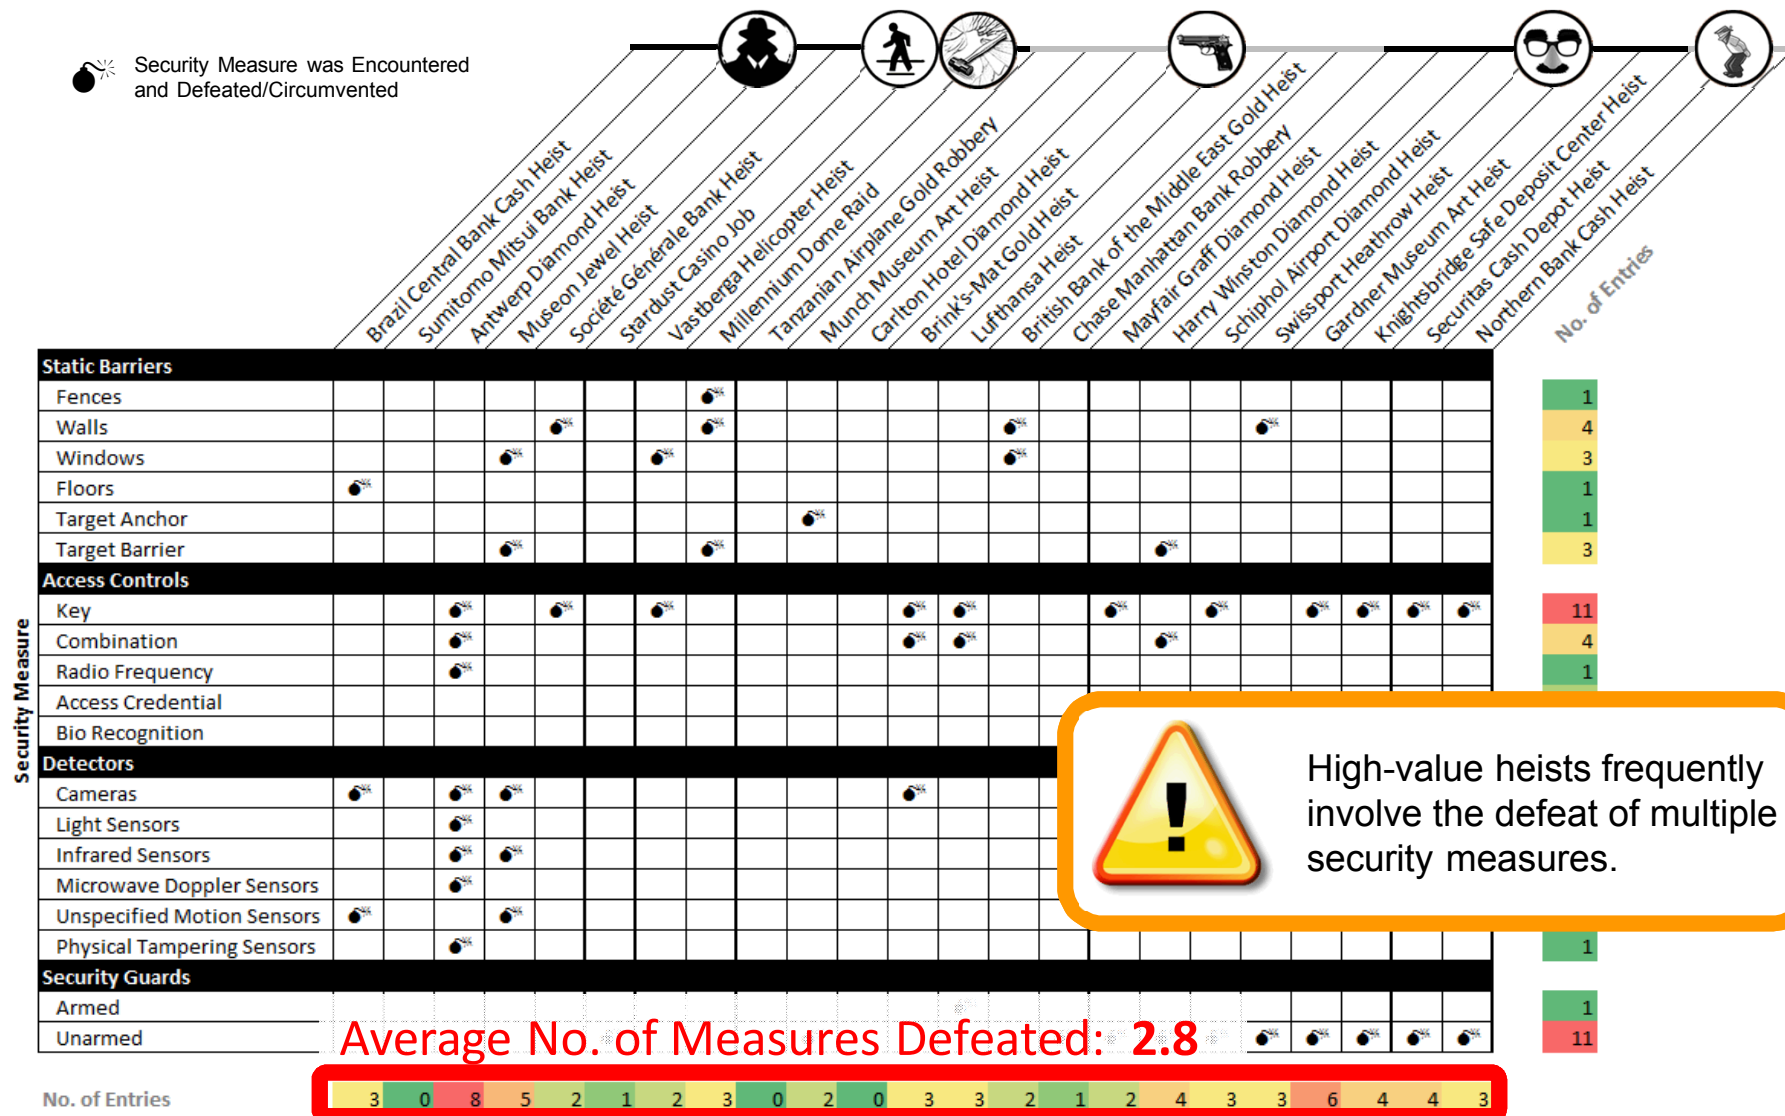 Security Measure was Encountered
and Defeated/Circumvented
Brazil Central Bank Cash Heist
Sumitomo Mitsui Bank Heist
Antwerp Diamond Heist
Museon Jewel Heist
Société Générale Bank Heist
Stardust Casino Job
Vastberga Helicopter Heist
Millennium Dome Raid
Tanzanian Airplane Gold Robbery
Munch Museum Art Heist
Carlton Hotel Diamond Heist
Brink's-Mat Gold Heist
Lufthansa Heist
British Bank of the Middle East Gold Heist
Chase Manhattan Bank Robbery
Mayfair Graff Diamond Heist
Harry Winston Diamond Heist
Schiphol Airport Diamond Heist
Swissport Heathrow Heist
Gardner Museum Art Heist
Knightsbridge Safe Deposit Center Heist
Securitas Cash Depot Heist
Northern Bank Cash Heist
No. of Entries
Security Measure
Static Barriers
Fences 1
Walls 4
Windows 3
Floors 1
Target Anchor 1
Target Barrier 3
Access Controls
Key 11
Combination 4
Radio Frequency 1
Access Credential
Bio Recognition
Detectors
Cameras
Light Sensors
Infrared Sensors
Microwave Doppler Sensors
Unspecified Motion Sensors
Physical Tampering Sensors 1
High-value heists frequently
involve the defeat of multiple
security measures.
Security Guards
Armed 1
Unarmed 11
Average No. of Measures Defeated: 2.8
No. of Entries 3 0 8 5 2 1 2 3 0 2 0 3 3 2 1 2 4 3 3 6 4 4 3